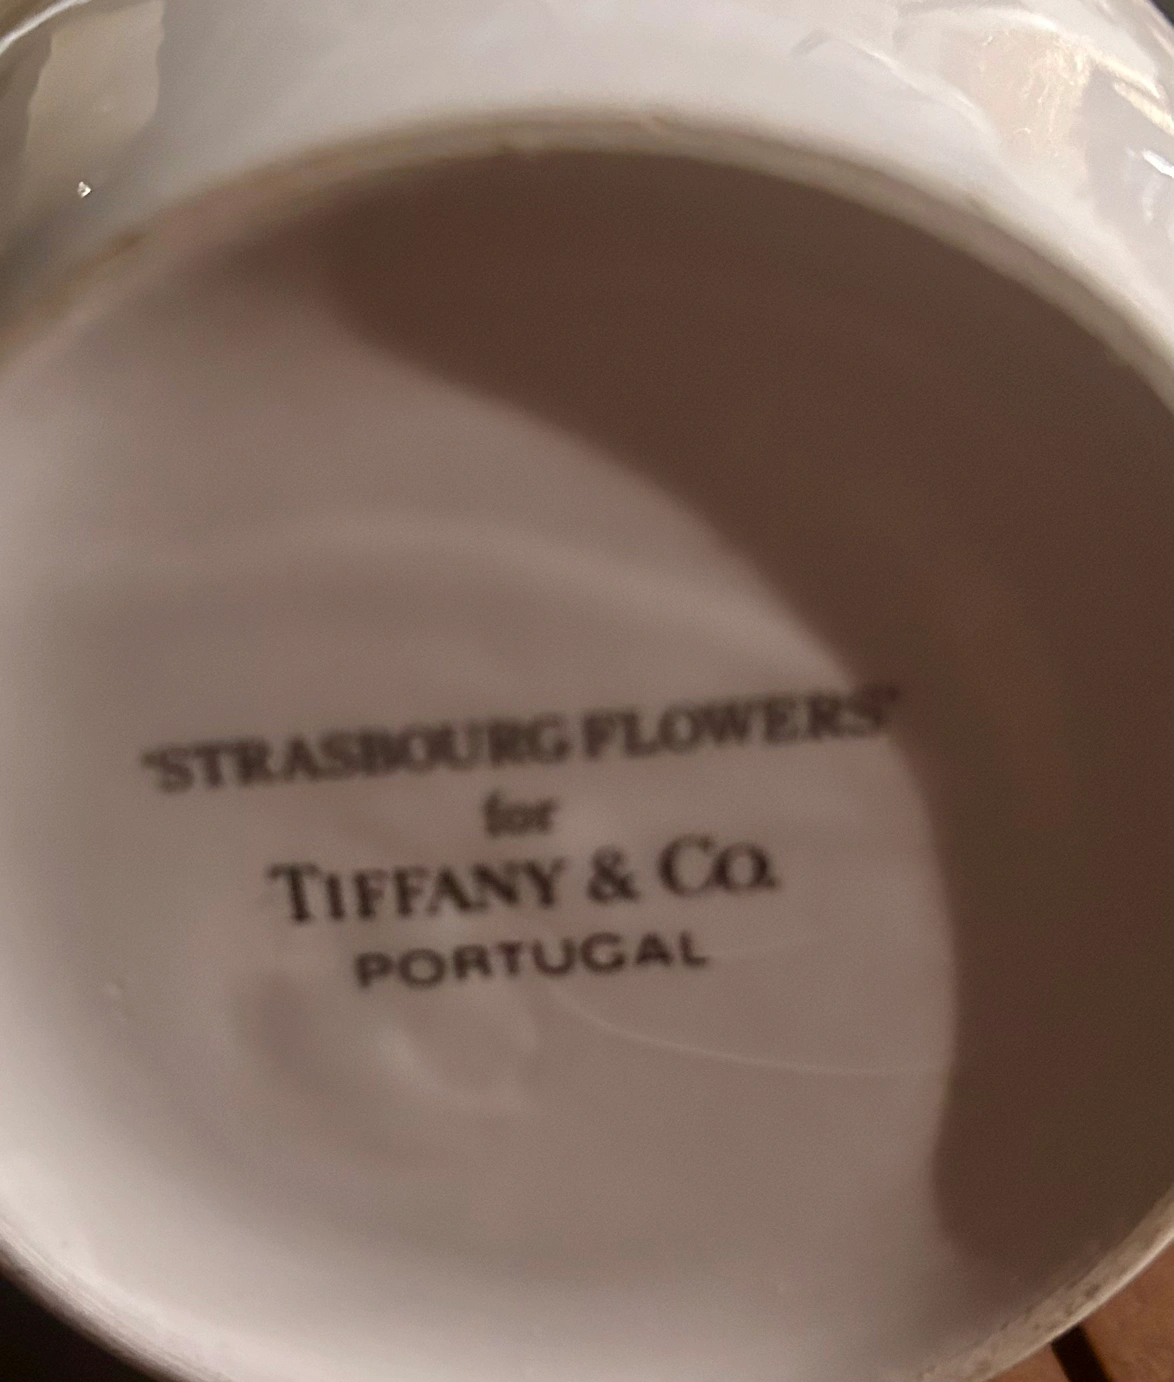 'STRASBOURG FLOWERS'
for
TIFFANY & CO.
PORTUGAL